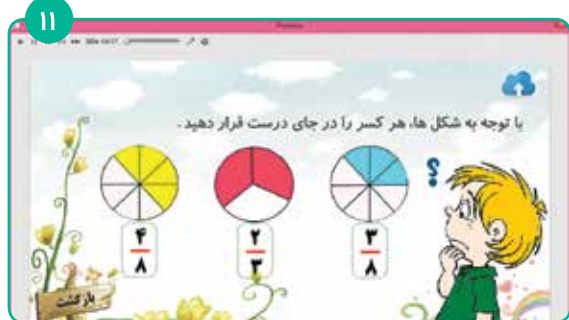 ۱۱
با توجه به شکل ها، هر کسر را در جای درست قرار دهید.
؟
۳/۸ ۲/۳ ۴/۸
بازگشت